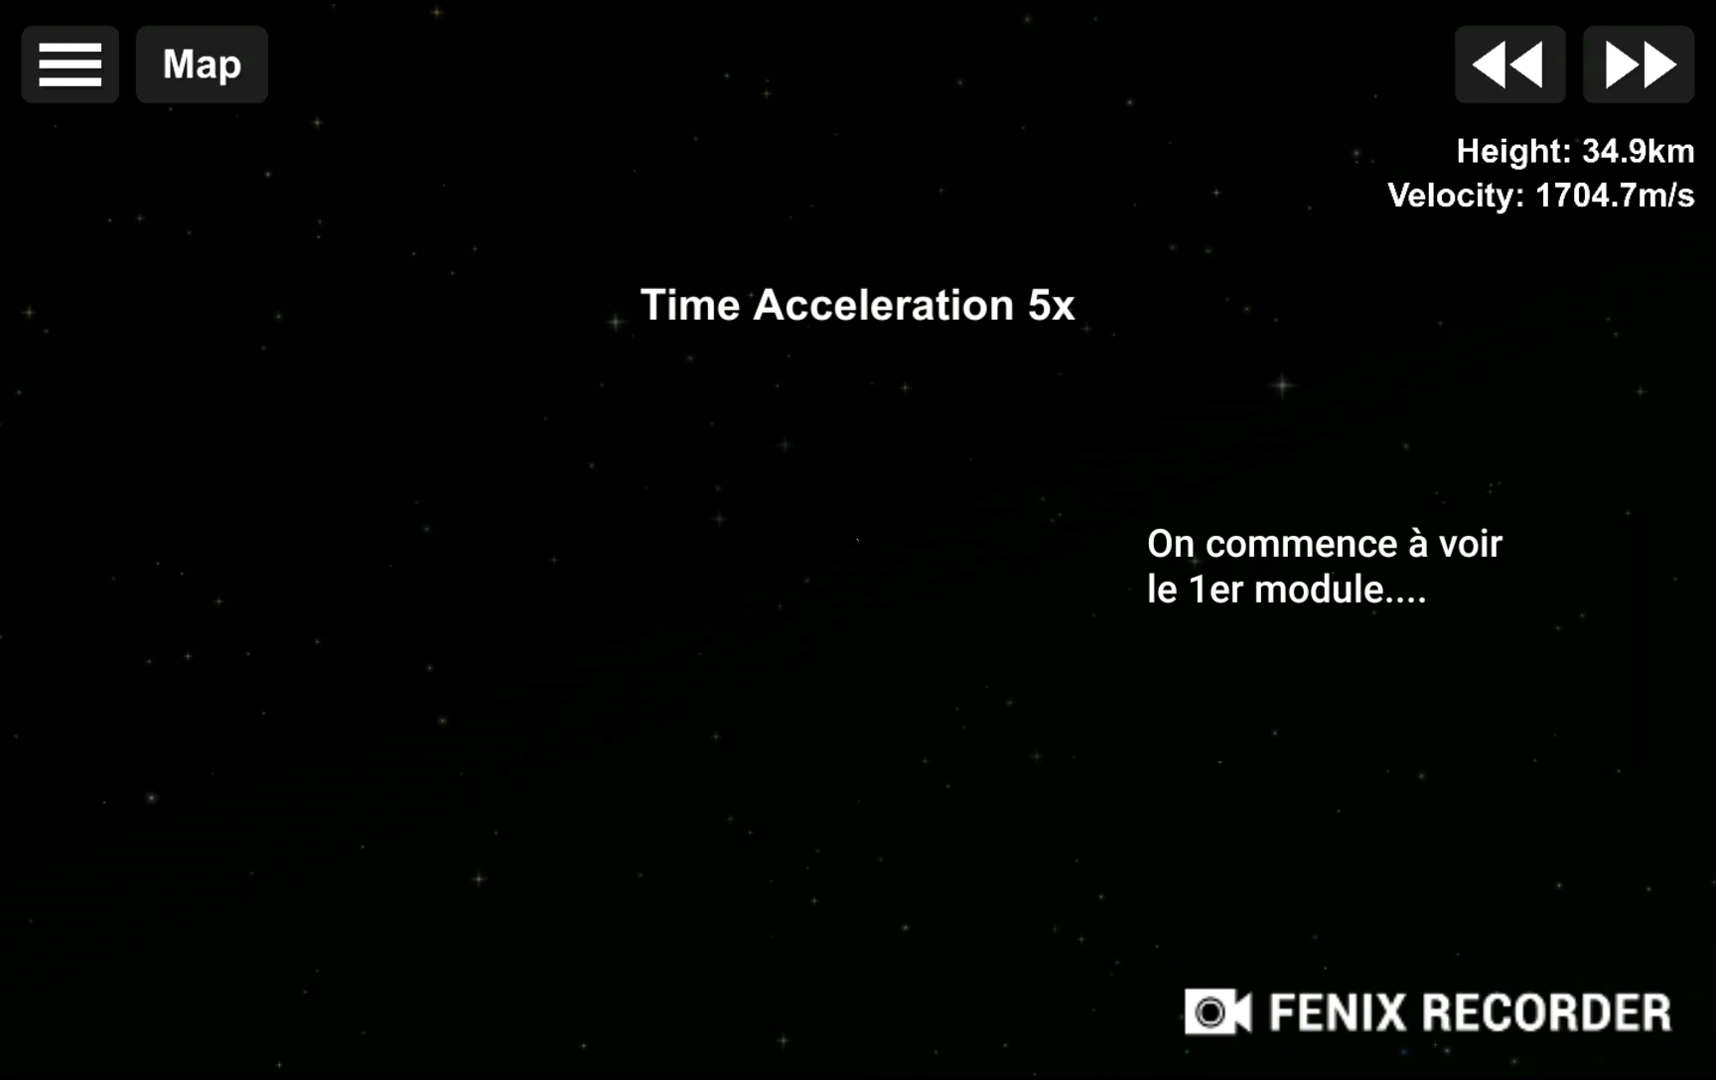 Map
Height: 34.9km
Velocity: 1704.7m/s
Time Acceleration 5x
On commence à voir
le 1er module....
FENIX RECORDER